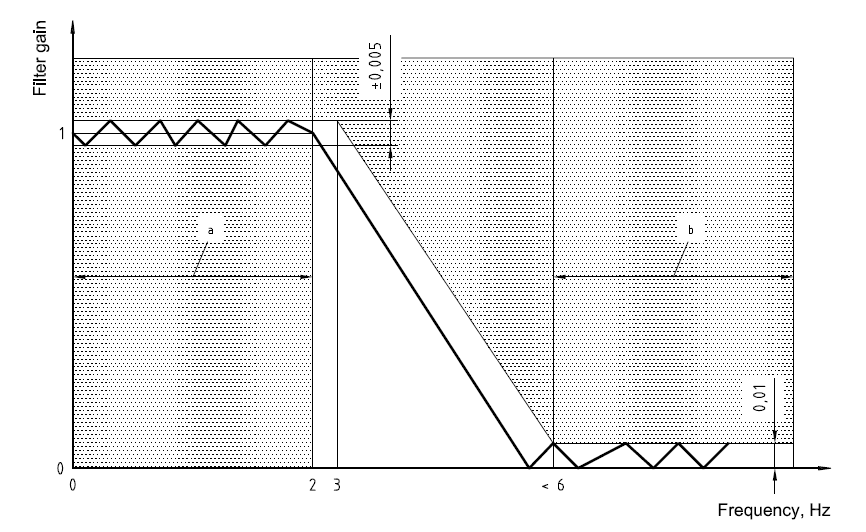 Filter gain
±0,005
1
a
b
0,01
0
0 2 3 < 6
Frequency, Hz